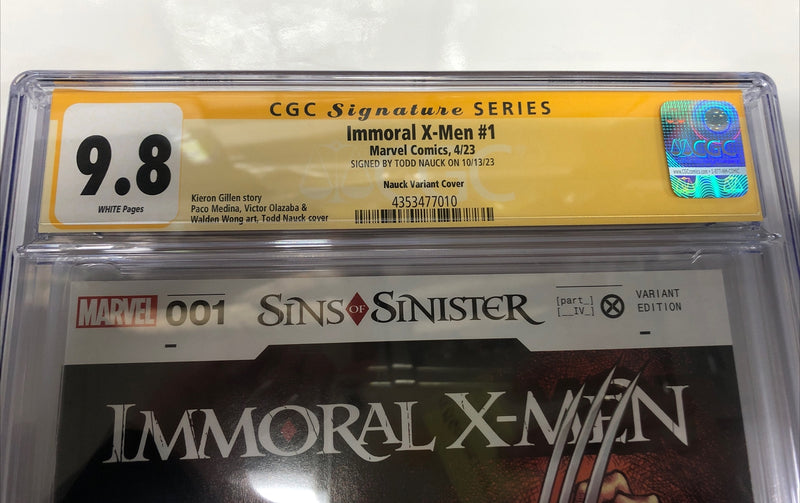 CGC Signature SERIES
Immoral X-Men #1
Marvel Comics, 4/23
SIGNED BY TODD NAUCK ON 10/13/23
Nauck Variant Cover
4353477010
9.8
WHITE Pages
Kieron Gillen story
Paco Medina, Victor Olazaba &
Walden Wong art, Todd Nauck cover
CGC
MARVEL 001
SINS OF SINISTER
[part_]
[__IV_]
VARIANT
EDITION
IMMORAL X-MEN